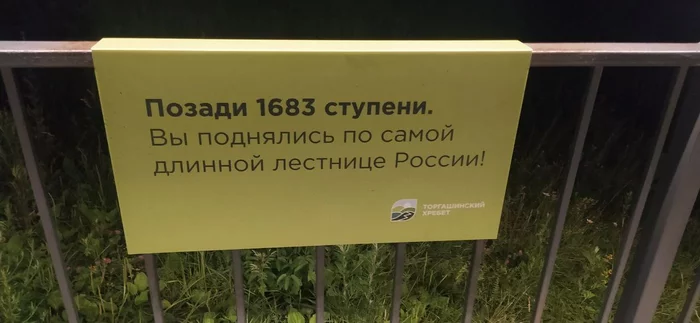 Позади 1683 ступени.
Вы поднялись по самой
длинной лестнице России!
ТОРГАШИНСКИЙ
ХРЕБЕТ